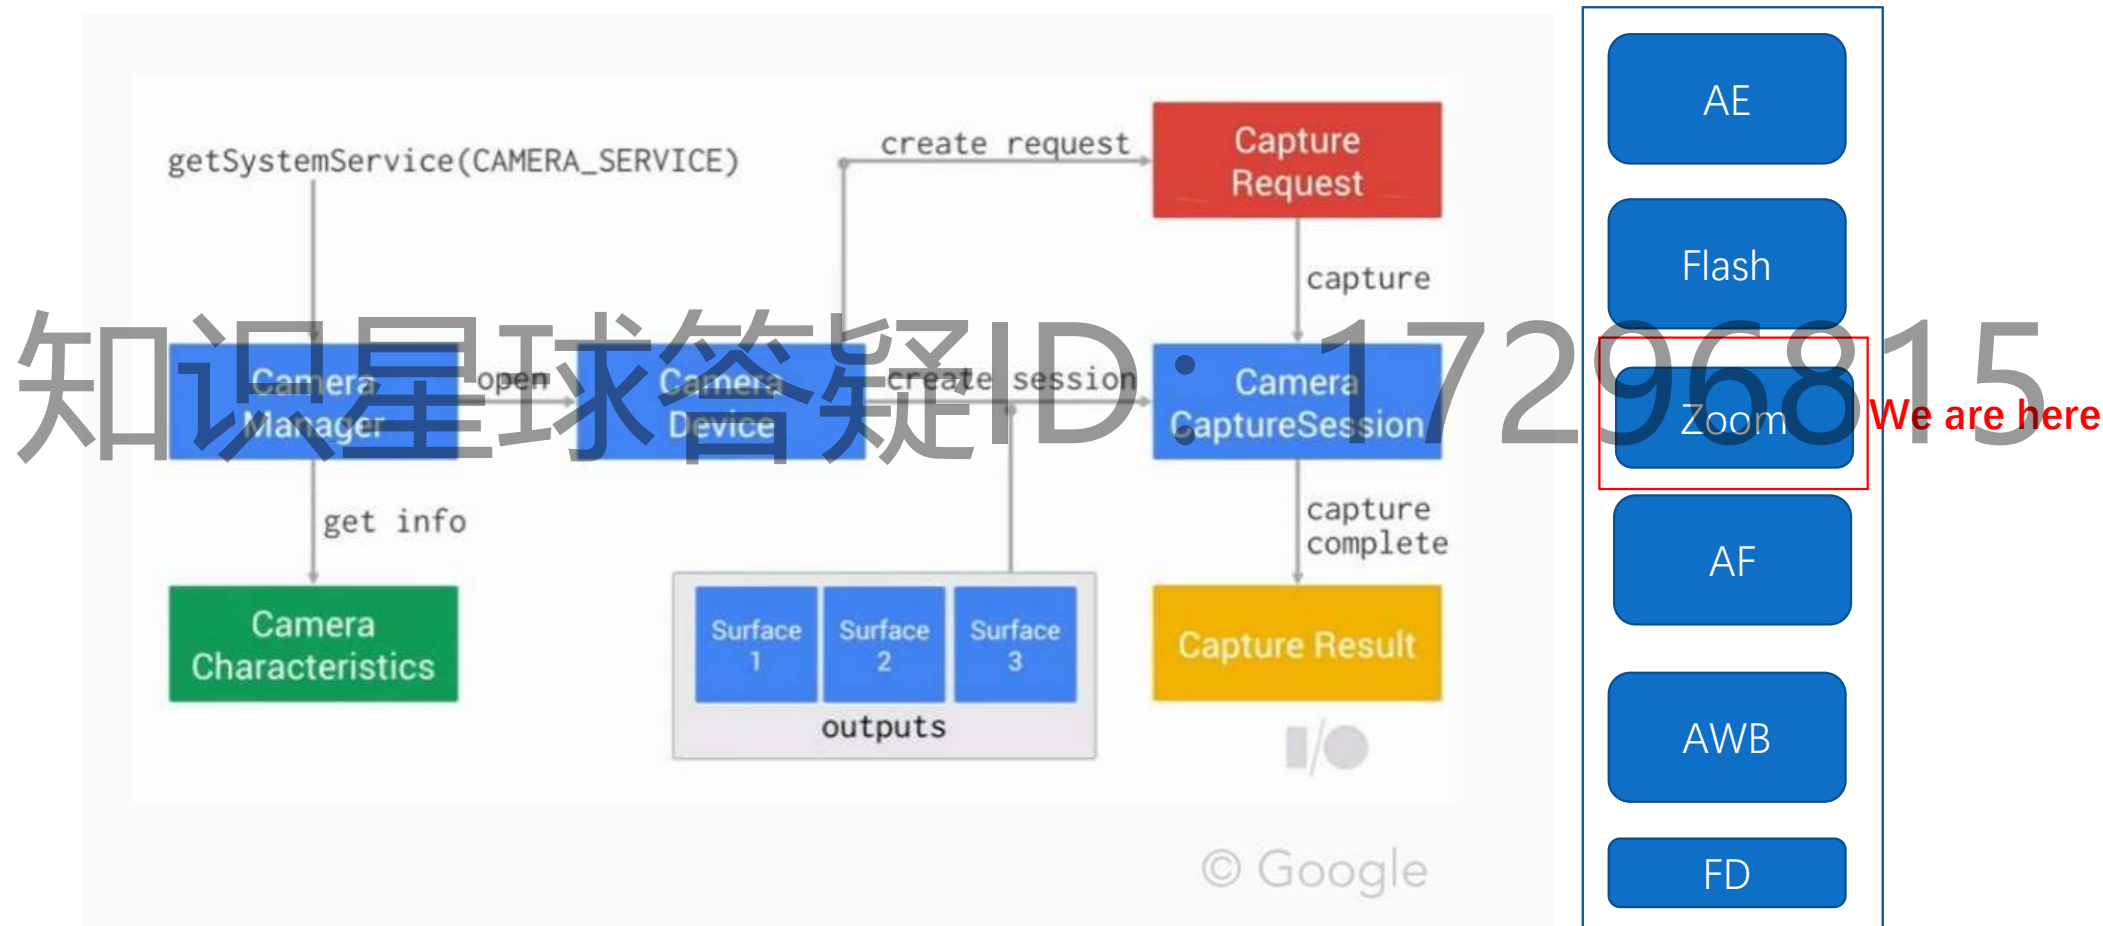 getSystemService(CAMERA_SERVICE)
create request
Capture
Request
capture
Camera
Manager
open
Camera
Device
create session
Camera
CaptureSession
知识星球答疑ID：17296815
get info
capture
complete
Camera
Characteristics
Surface
1
Surface
2
Surface
3
outputs
Capture Result
I/O
© Google
AE
Flash
Zoom
We are here
AF
AWB
FD